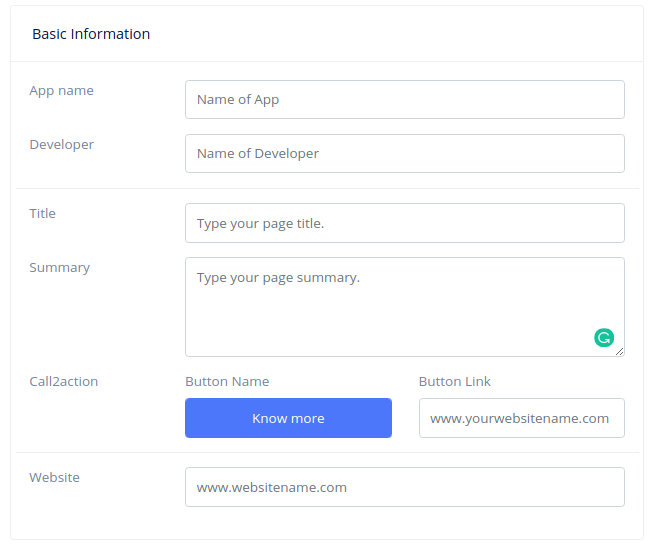 Basic Information
App name
Name of App
Developer
Name of Developer
Title
Type your page title.
Summary
Type your page summary.
Call2action
Button Name
Button Link
Know more
www.yourwebsitename.com
Website
www.websitename.com